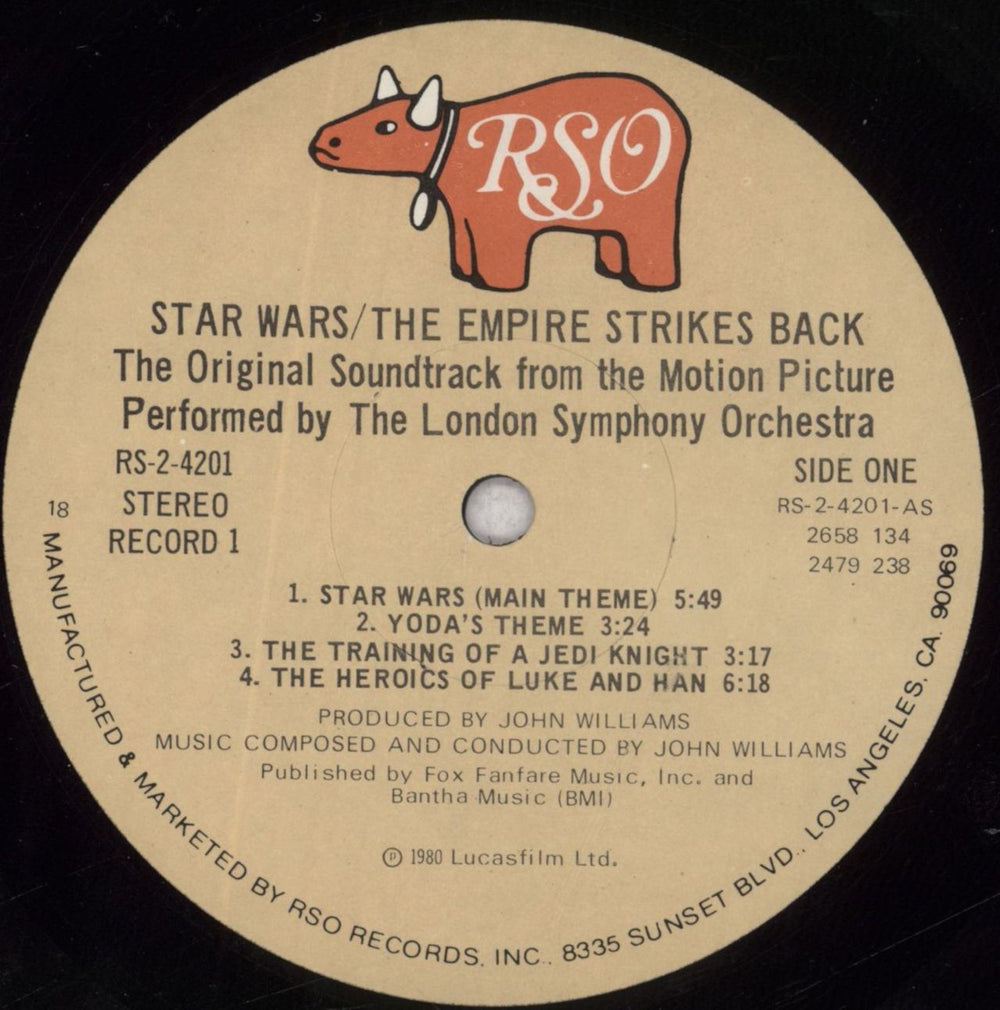 RSO
STAR WARS/THE EMPIRE STRIKES BACK
The Original Soundtrack from the Motion Picture
Performed by The London Symphony Orchestra
RS-2-4201
STEREO
RECORD 1
18
SIDE ONE
RS-2-4201-AS
2658 134
2479 238
1. STAR WARS (MAIN THEME) 5:49
2. YODA'S THEME 3:24
3. THE TRAINING OF A JEDI KNIGHT 3:17
4. THE HEROICS OF LUKE AND HAN 6:18
PRODUCED BY JOHN WILLIAMS
MUSIC COMPOSED AND CONDUCTED BY JOHN WILLIAMS
Published by Fox Fanfare Music, Inc. and
Bantha Music (BMI)
℗ 1980 Lucasfilm Ltd.
MANUFACTURED & MARKETED BY RSO RECORDS, INC.. 8335 SUNSET BLVD., LOS ANGELES, CA. 90069